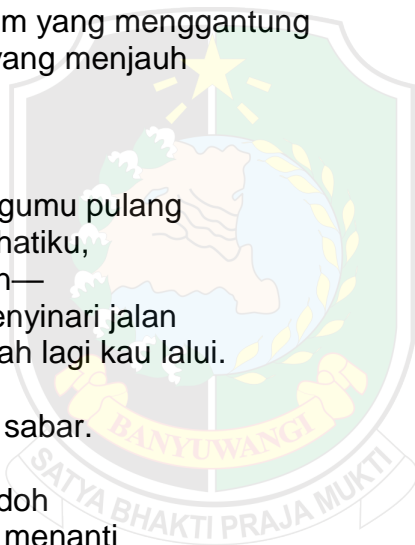 m yang menggantung
yang menjauh
gumu pulang
hatiku,
n—
enyinari jalan
ah lagi kau lalui.
sabar.
doh
menanti
BANYUWANGI
SATYA BHAKTI PRAJA MUKTI